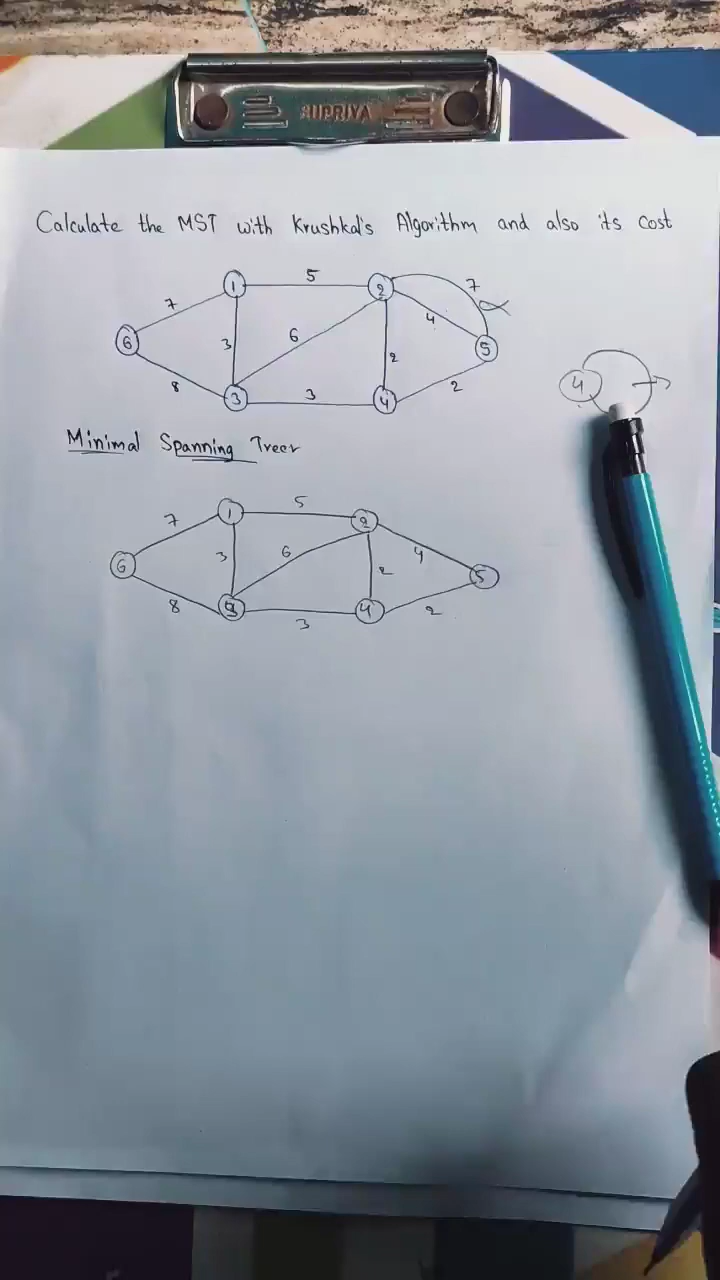 SUPRIYA
Calculate the MST with Krushkal's Algorithm and also its cost
1 5 2 7
7 4
6 3 6 2 5
8 2
3 3 4
4
Minimal Spanning Treer
1 5 2
7 4
6 3 6 2 5
8 3 2
3 4